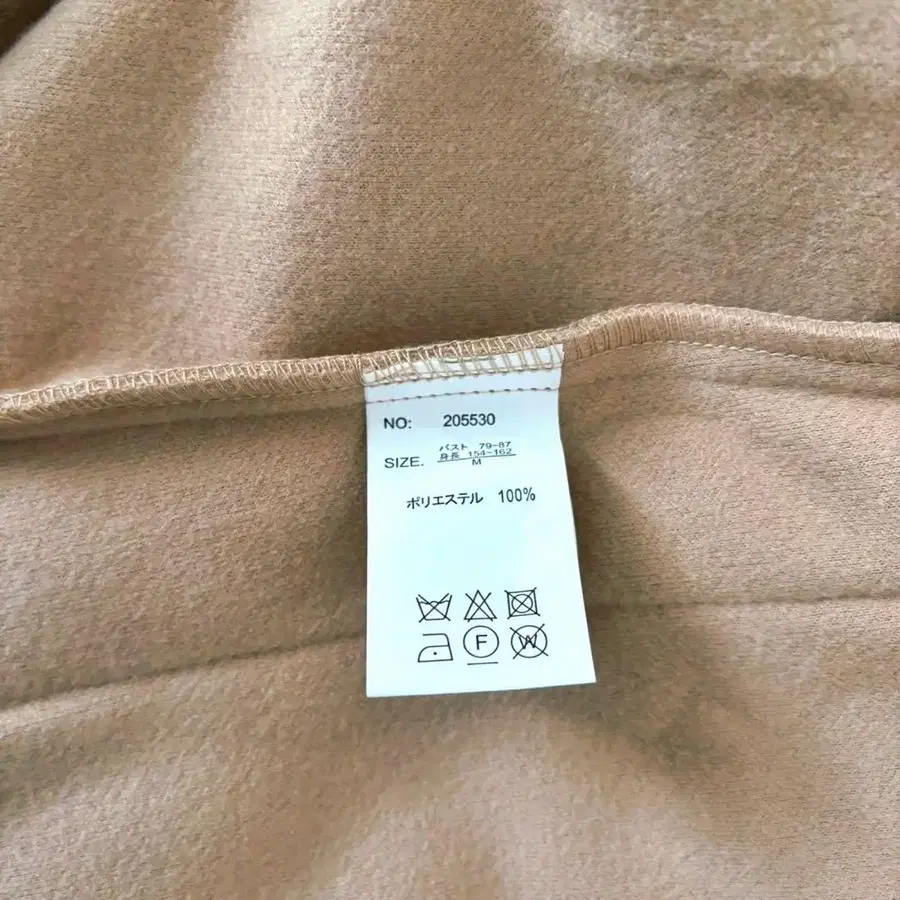 NO: 205530
バスト 79-87
身長 154-162
SIZE. M
ポリエステル 100%
F
W